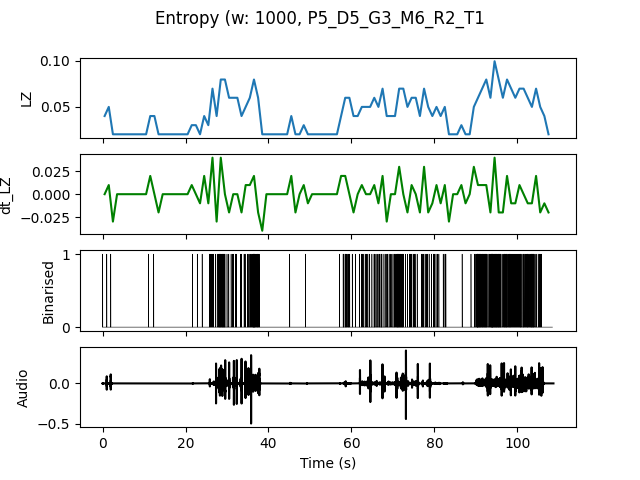 Entropy (w: 1000, P5_D5_G3_M6_R2_T1
0.10
0.05
LZ
0.025
0.000
−0.025
dt_LZ
1
0
Binarised
0.0
−0.5
Audio
0 20 40 60 80 100
Time (s)